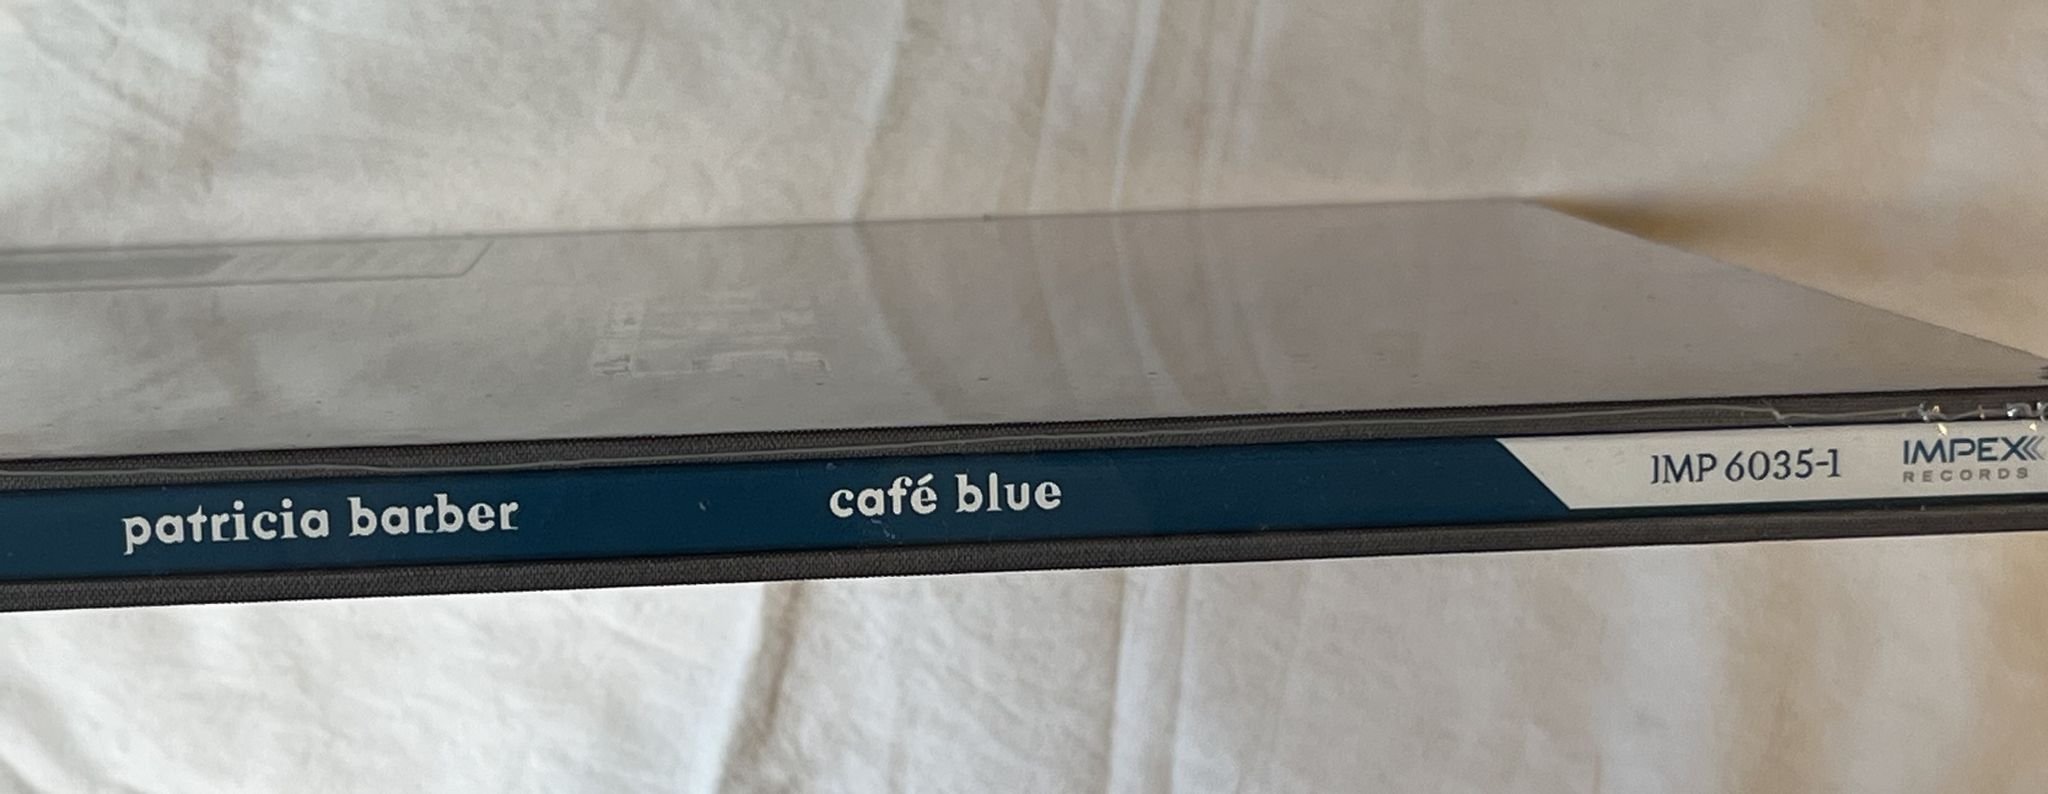 patricia barber
café blue
IMP 6035-1
IMPEX
RECORDS